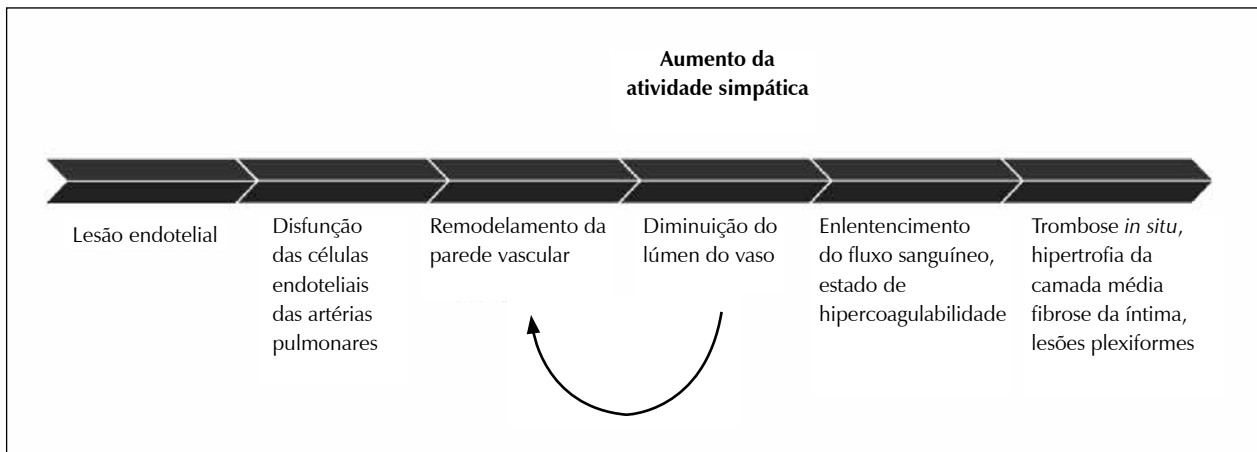 Aumento da
atividade simpática
Lesão endotelial
Disfunção
das células
endoteliais
das artérias
pulmonares
Remodelamento da
parede vascular
Diminuição do
lúmen do vaso
Enlentencimento
do fluxo sanguíneo,
estado de
hipercoagulabilidade
Trombose in situ,
hipertrofia da
camada média
fibrose da íntima,
lesões plexiformes